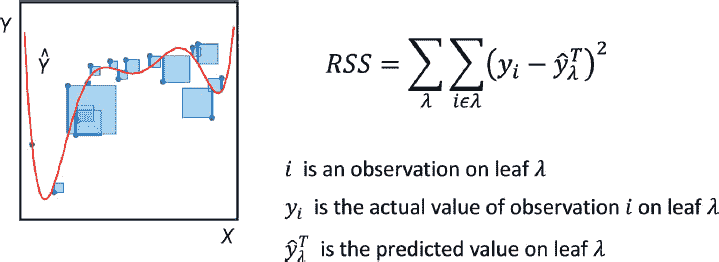 Y
Ŷ
X
RSS = ∑_λ ∑_{iϵλ} (y_i − ŷ_λ^T)^2
i is an observation on leaf λ
y_i is the actual value of observation i on leaf λ
ŷ_λ^T is the predicted value on leaf λ